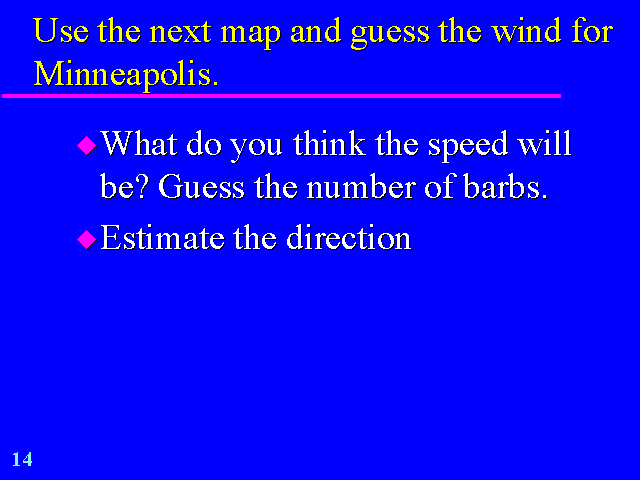 Use the next map and guess the wind for
Minneapolis.
What do you think the speed will
be? Guess the number of barbs.
Estimate the direction
14